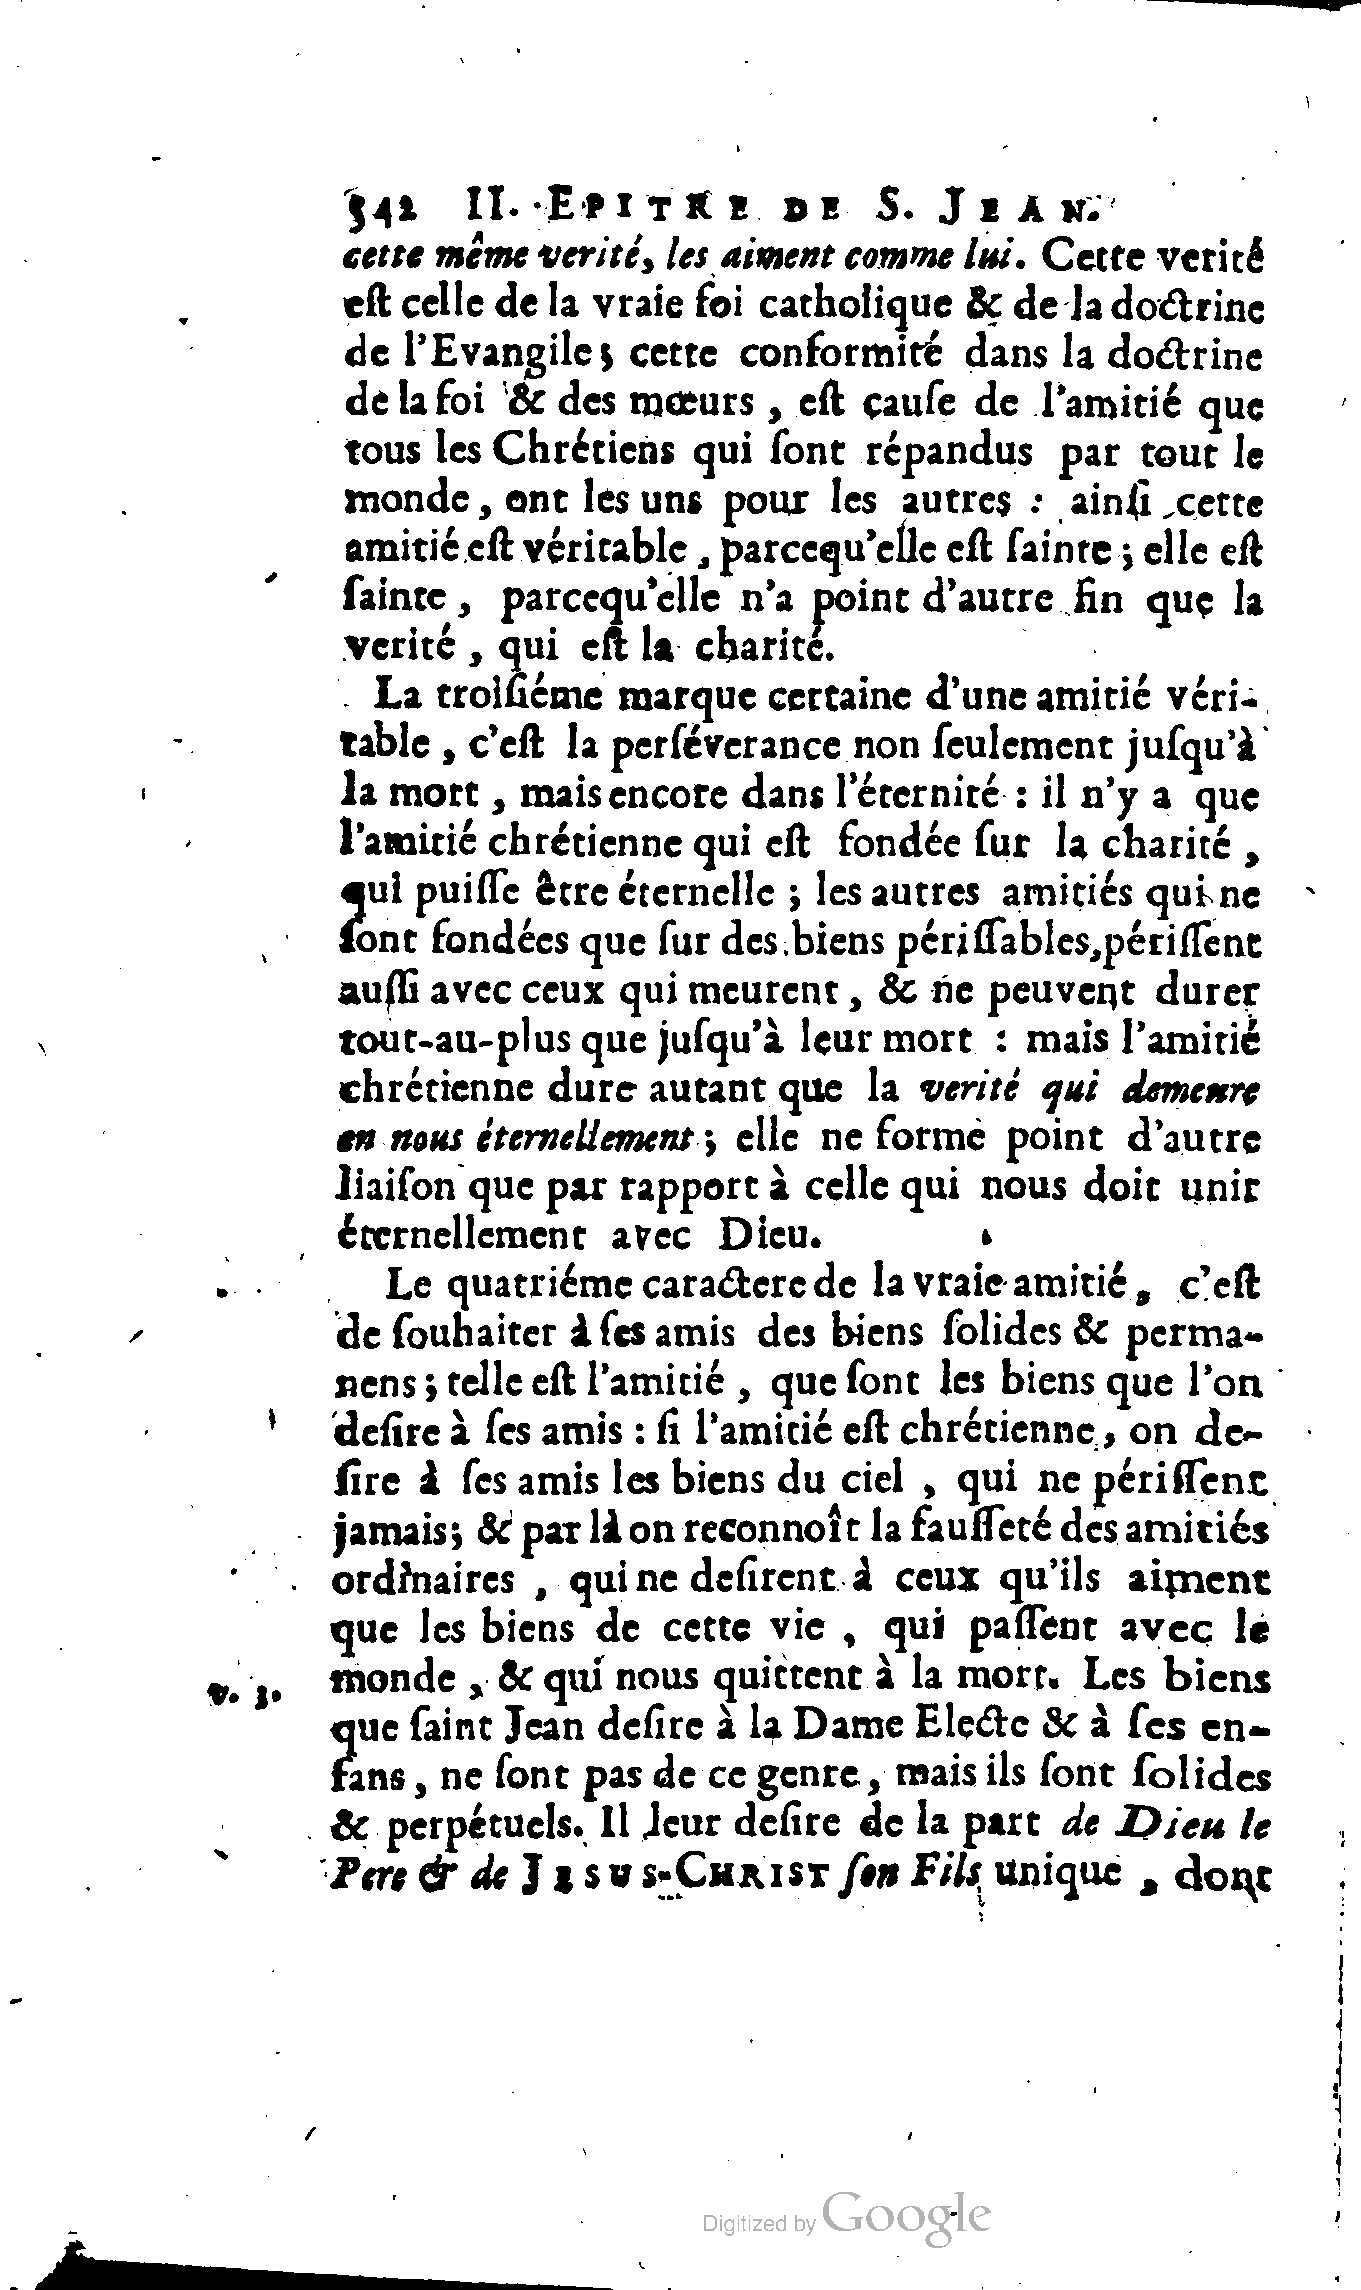 542 II. EPITRE DE S. JEAN.
cette même verité, les aiment comme lui. Cette verité
eſt celle de la vraie foi catholique & de la doctrine
de l'Evangile; cette conformité dans la doctrine
de la foi & des mœurs, eſt cauſe de l'amitié que
tous les Chrétiens qui ſont répandus par tout le
monde, ont les uns pour les autres : ainſi cette
amitié eſt véritable, parcequ'elle eſt ſainte; elle eſt
ſainte, parcequ'elle n'a point d'autre fin que la
verité, qui eſt la charité.
La troiſiéme marque certaine d'une amitié véri-
table, c'eſt la perſéverance non ſeulement juſqu'à
la mort, mais encore dans l'éternité : il n'y a que
l'amitié chrétienne qui eſt fondée ſur la charité,
qui puiſſe être éternelle; les autres amitiés qui ne
ſont fondées que ſur des biens périſſables, périſſent
auſſi avec ceux qui meurent, & ne peuvent durer
tout-au-plus que juſqu'à leur mort : mais l'amitié
chrétienne dure autant que la verité qui demeure
en nous éternellement; elle ne forme point d'autre
liaiſon que par rapport à celle qui nous doit unir
éternellement avec Dieu.
Le quatriéme caractere de la vraie amitié, c'eſt
de ſouhaiter à ſes amis des biens ſolides & perma-
nens; telle eſt l'amitié, que ſont les biens que l'on
deſire à ſes amis : ſi l'amitié eſt chrétienne, on de-
ſire à ſes amis les biens du ciel, qui ne périſſent
jamais; & par là on reconnoît la fauſſeté des amitiés
ordinaires, qui ne deſirent à ceux qu'ils aiment
que les biens de cette vie, qui paſſent avec le
monde, & qui nous quittent à la mort. Les biens
v. 3.
que ſaint Jean deſire à la Dame Electe & à ſes en-
fans, ne ſont pas de ce genre, mais ils ſont ſolides
& perpétuels. Il leur deſire de la part de Dieu le
Pere & de JESUS-CHRIST ſon Fils unique, dont
Digitized by Google